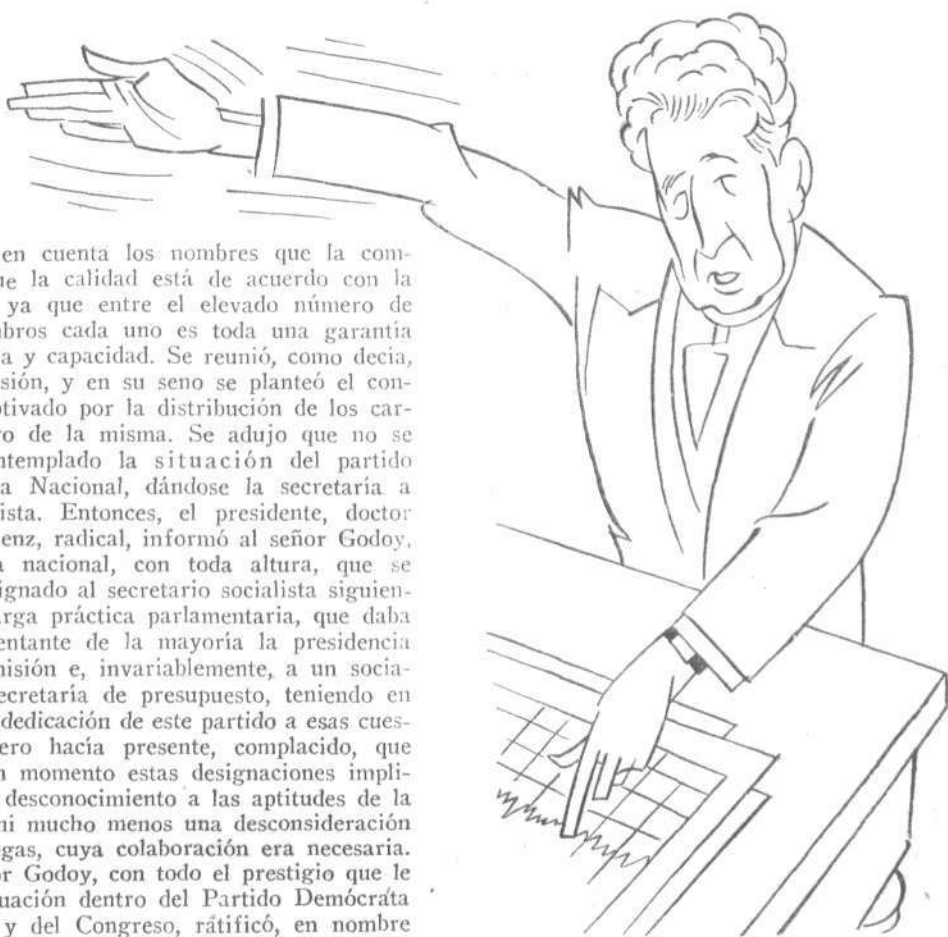 en cuenta los nombres que la com-
ue la calidad está de acuerdo con la
ya que entre el elevado número de
mbros cada uno es toda una garantía
a y capacidad. Se reunió, como decía,
sión, y en su seno se planteó el con-
otivado por la distribución de los car-
ro de la misma. Se adujo que no se
ntemplado la situación del partido
a Nacional, dándose la secretaría a
ista. Entonces, el presidente, doctor
enz, radical, informó al señor Godoy,
a nacional, con toda altura, que se
signado al secretario socialista siguien-
arga práctica parlamentaria, que daba
entante de la mayoría la presidencia
misión e, invariablemente, a un socia-
ecretaría de presupuesto, teniendo en
dedicación de este partido a esas cues-
ero hacía presente, complacido, que
n momento estas designaciones impli-
desconocimiento a las aptitudes de la
ni mucho menos una desconsideración
egas, cuya colaboración era necesaria.
or Godoy, con todo el prestigio que le
uación dentro del Partido Demócrata
y del Congreso, ratificó, en nombre